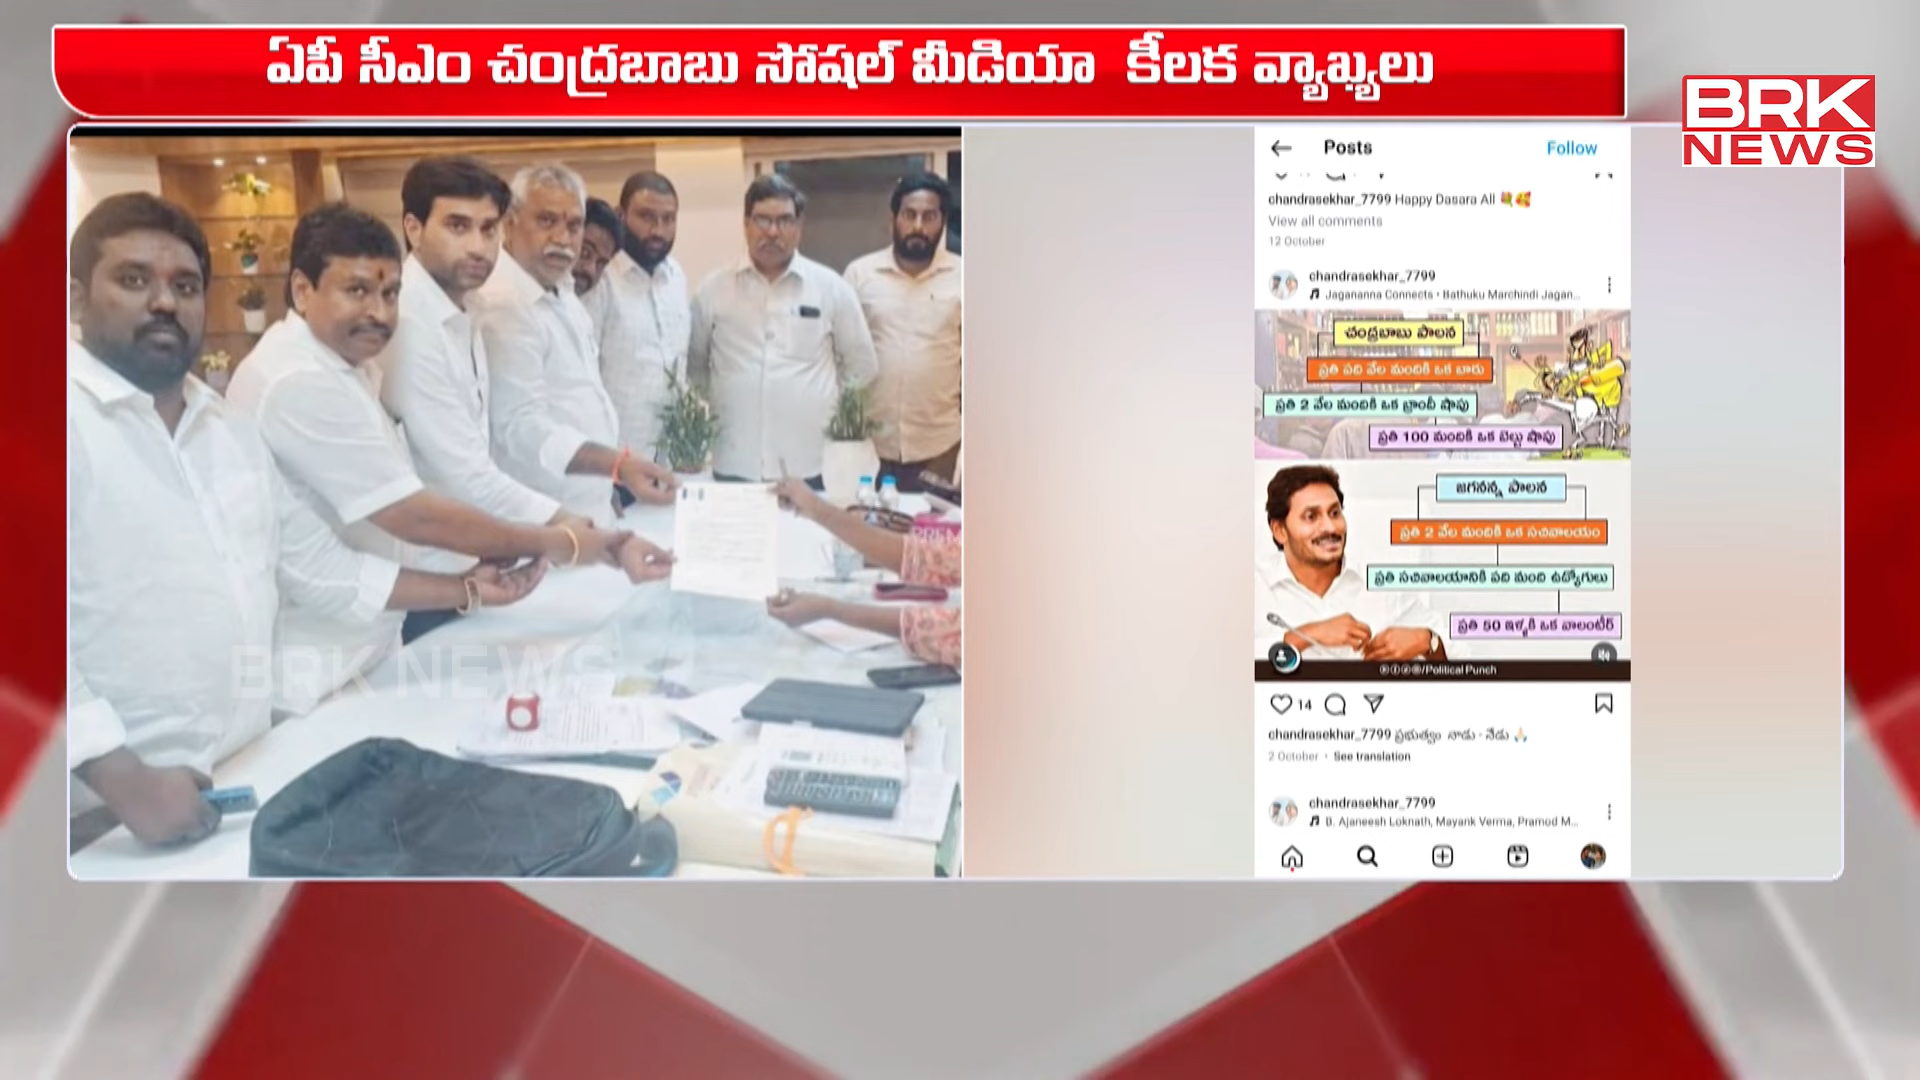 ఏపీ సీఎం చంద్రబాబు సోషల్ మీడియా కీలక వ్యాఖ్యలు
BRK
NEWS
BRK NEWS
Posts
Follow
chandrasekhar_7799 Happy Dasara All
View all comments
12 October
chandrasekhar_7799
Jagananna Connects • Bathuku Marchindi Jagan...
చంద్రబాబు పాలన
ప్రతి పది వేల మందికి ఒక బారు
ప్రతి 2 వేల మందికి ఒక బ్రాందీ షాపు
ప్రతి 100 మందికి ఒక బెల్టు షాపు
జగనన్న పాలన
ప్రతి 2 వేల మందికి ఒక సచివాలయం
ప్రతి సచివాలయానికి పది మంది ఉద్యోగులు
ప్రతి 50 ఇళ్ళకి ఒక వాలంటీర్
/Political Punch
14
chandrasekhar_7799 ప్రభుత్వం నాడు - నేడు
2 October • See translation
chandrasekhar_7799
B. Ajaneesh Loknath, Mayank Verma, Pramod M...